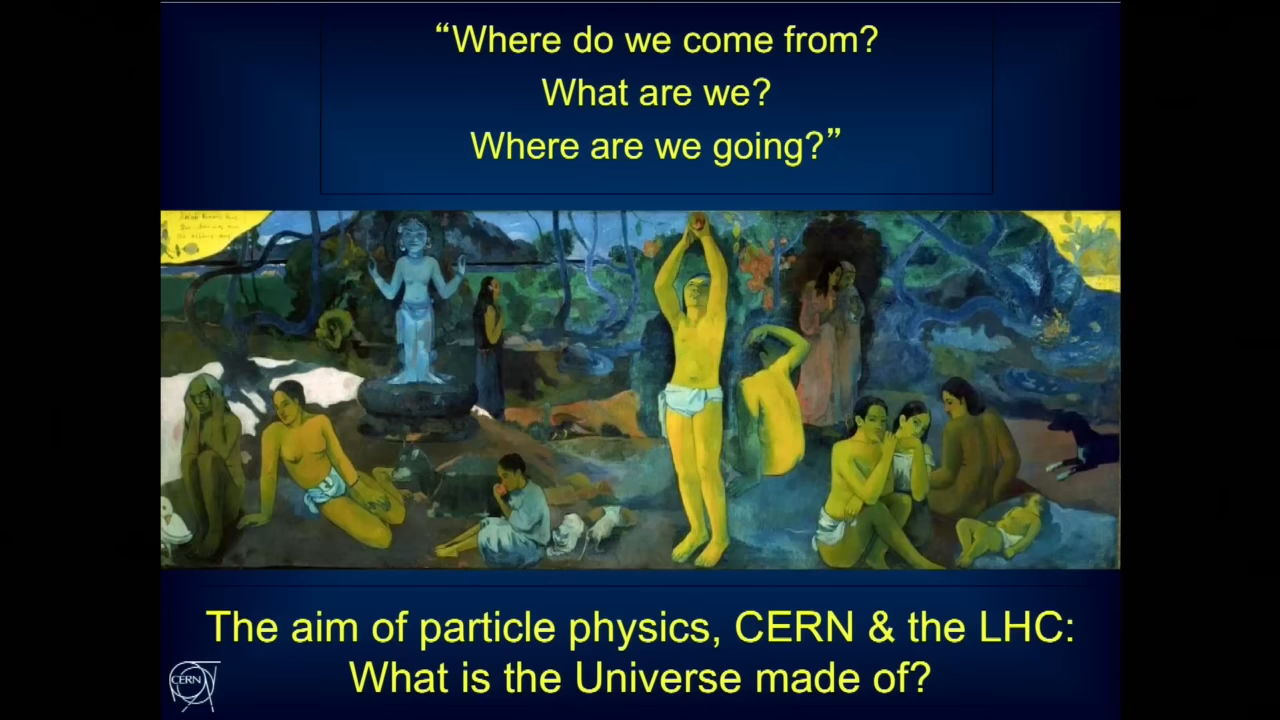 “Where do we come from?
What are we?
Where are we going?”
The aim of particle physics, CERN & the LHC:
What is the Universe made of?
CERN